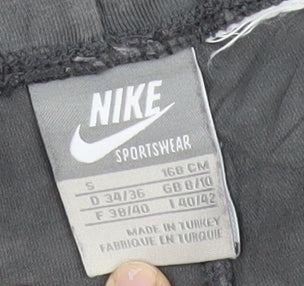 NIKE
SPORTSWEAR
S 168 CM
D 34/36 GB 8/10
F 38/40 I 40/42
MADE IN TURKEY
FABRIQUE EN TURQUIE